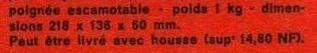 poignée escamotable - poids 1 kg - dimen-
sions 218 x 136 x 60 mm.
Peut être livré avec housse (sup' 14,80 NF).